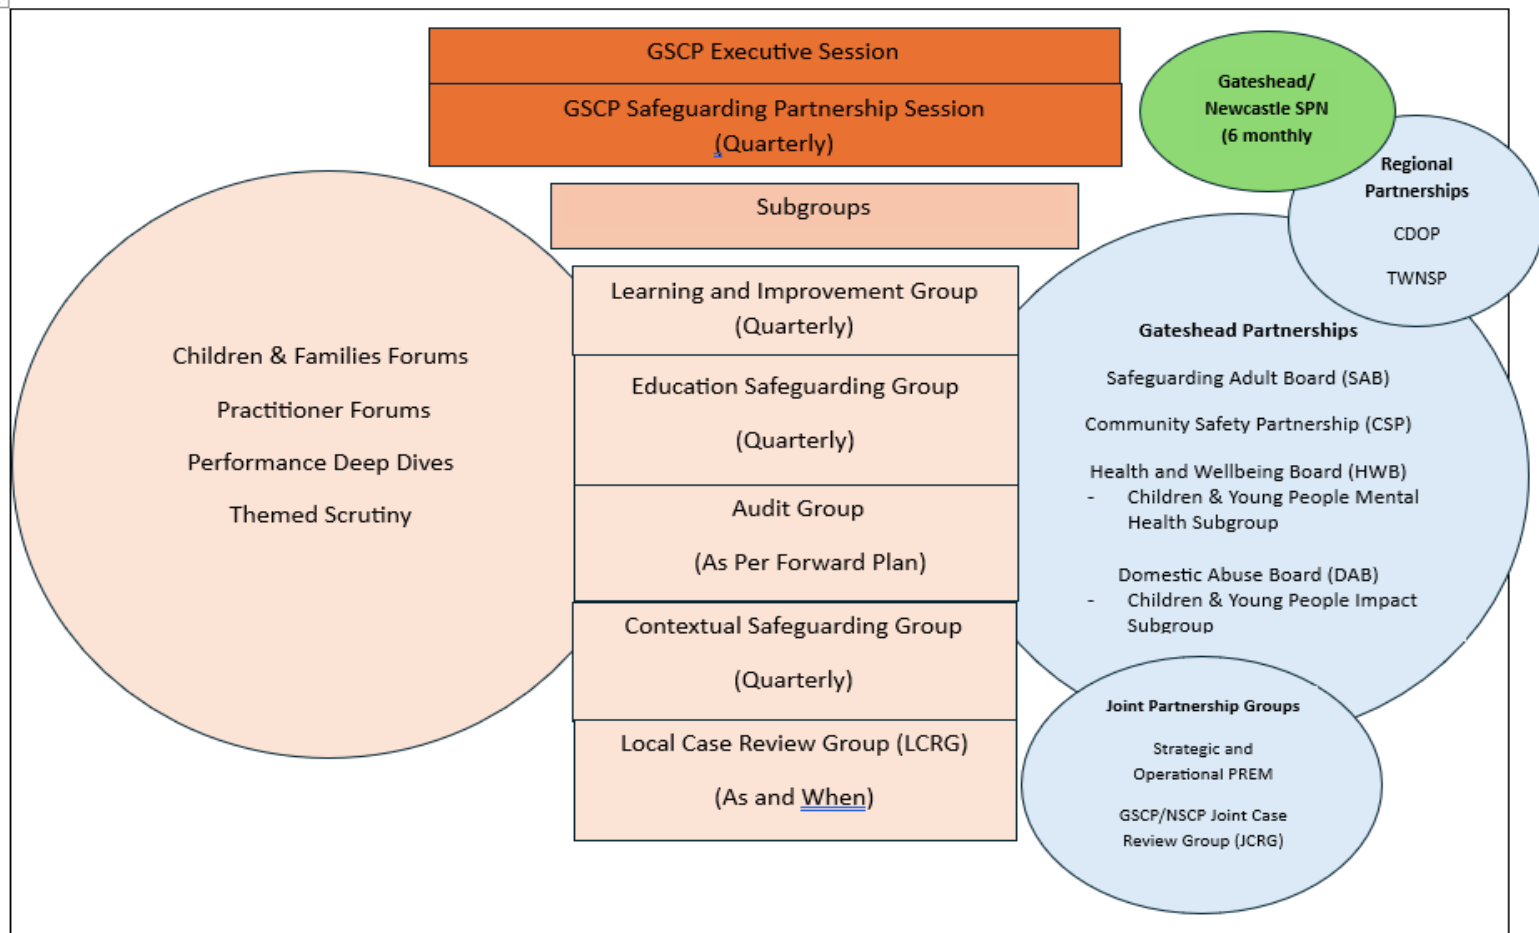 GSCP Executive Session
GSCP Safeguarding Partnership Session
(Quarterly)
Subgroups
Learning and Improvement Group
(Quarterly)
Education Safeguarding Group
(Quarterly)
Audit Group
(As Per Forward Plan)
Contextual Safeguarding Group
(Quarterly)
Local Case Review Group (LCRG)
(As and When)
Children & Families Forums
Practitioner Forums
Performance Deep Dives
Themed Scrutiny
Gateshead/
Newcastle SPN
(6 monthly
Regional
Partnerships
CDOP
TWNSP
Gateshead Partnerships
Safeguarding Adult Board (SAB)
Community Safety Partnership (CSP)
Health and Wellbeing Board (HWB)
- Children & Young People Mental
Health Subgroup
Domestic Abuse Board (DAB)
- Children & Young People Impact
Subgroup
Joint Partnership Groups
Strategic and
Operational PREM
GSCP/NSCP Joint Case
Review Group (JCRG)